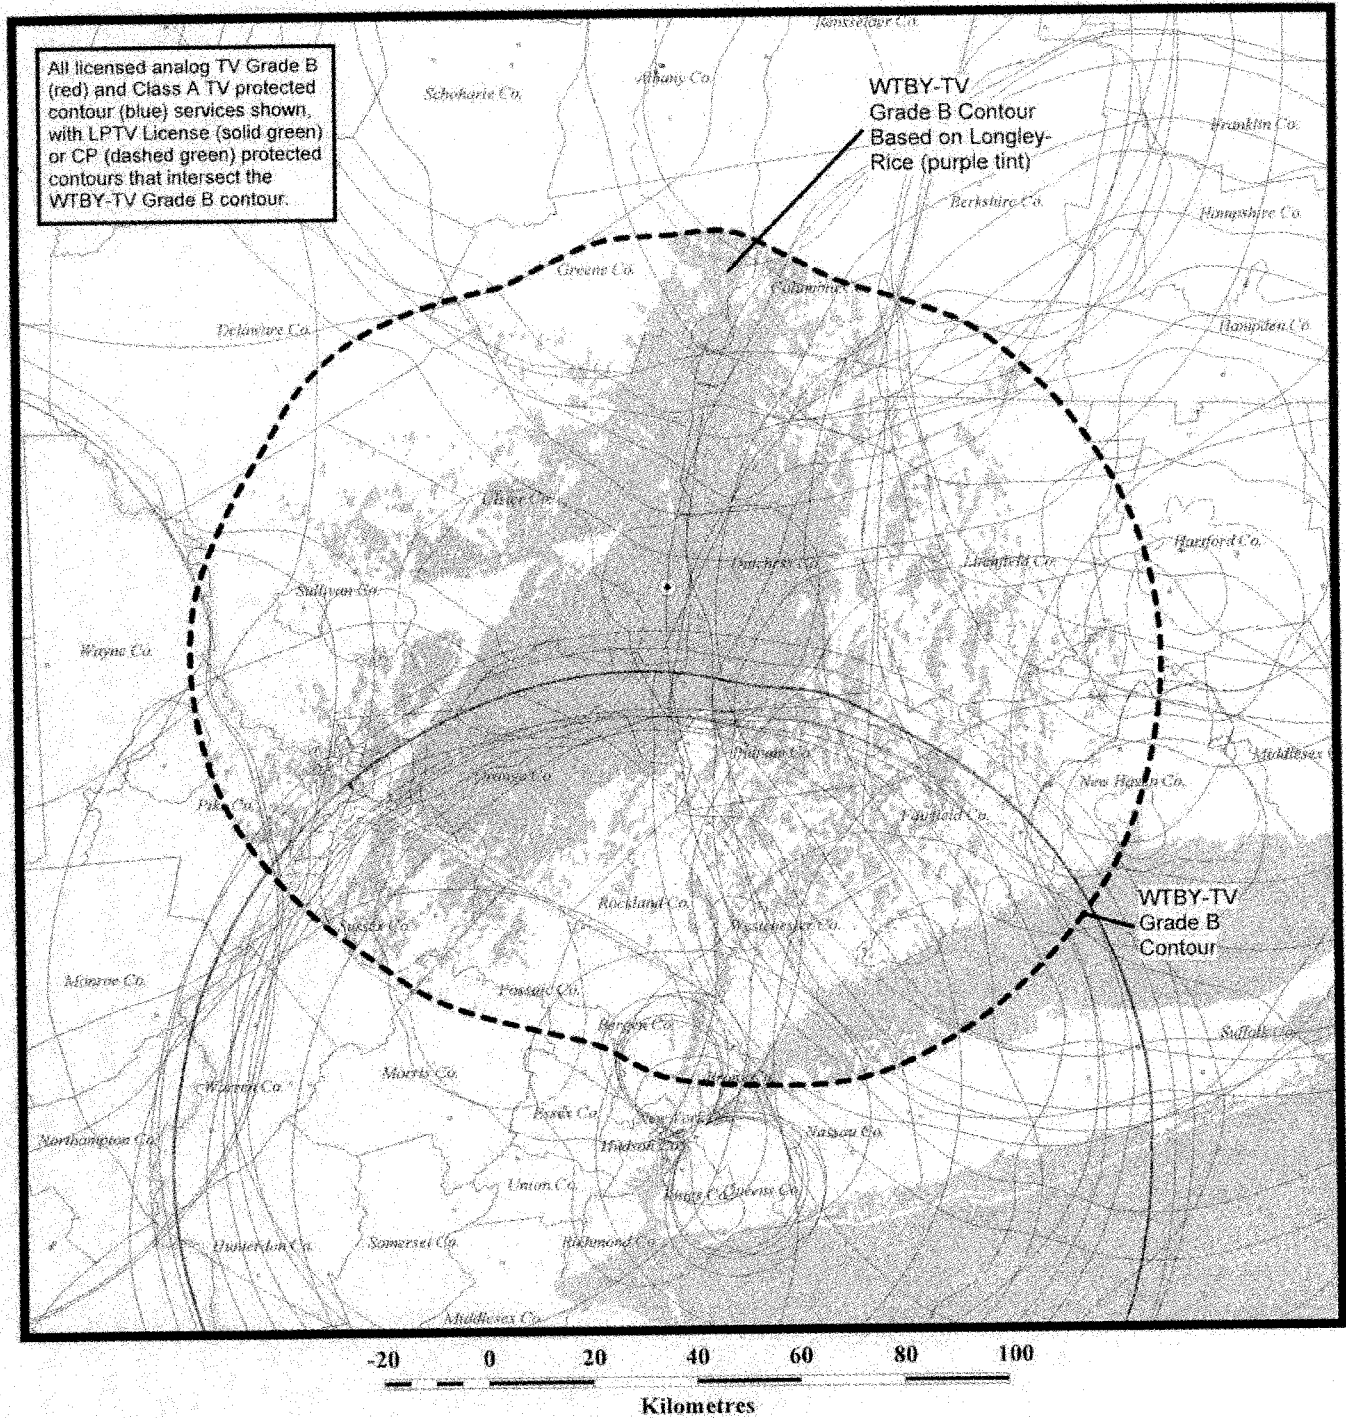 Rensselaer Co.
All licensed analog TV Grade B
(red) and Class A TV protected
contour (blue) services shown,
with LPTV License (solid green)
or CP (dashed green) protected
contours that intersect the
WTBY-TV Grade B contour.
Albany Co.
Schoharie Co.
WTBY-TV
Grade B Contour
Based on Longley-
Rice (purple tint)
Franklin Co.
Berkshire Co.
Hampshire Co.
Greene Co.
Columbia Co.
Delaware Co.
Hampden Co.
Ulster Co.
Hartford Co.
Dutchess Co.
Litchfield Co.
Sullivan Co.
Wayne Co.
Putnam Co.
Middlesex
Orange Co.
New Haven Co.
Pike Co.
Fairfield Co.
WTBY-TV
Grade B
Contour
Rockland Co.
Westchester Co.
Sussex Co.
Monroe Co.
Passaic Co.
Bergen Co.
Suffolk Co.
Morris Co.
Bronx Co.
Warren Co.
Essex Co.
New York Co.
Northampton Co.
Hudson Co.
Nassau Co.
Union Co.
Kings Co.
Queens Co.
Hunterdon Co.
Somerset Co.
Richmond Co.
Middlesex Co.
-20 0 20 40 60 80 100
Kilometres